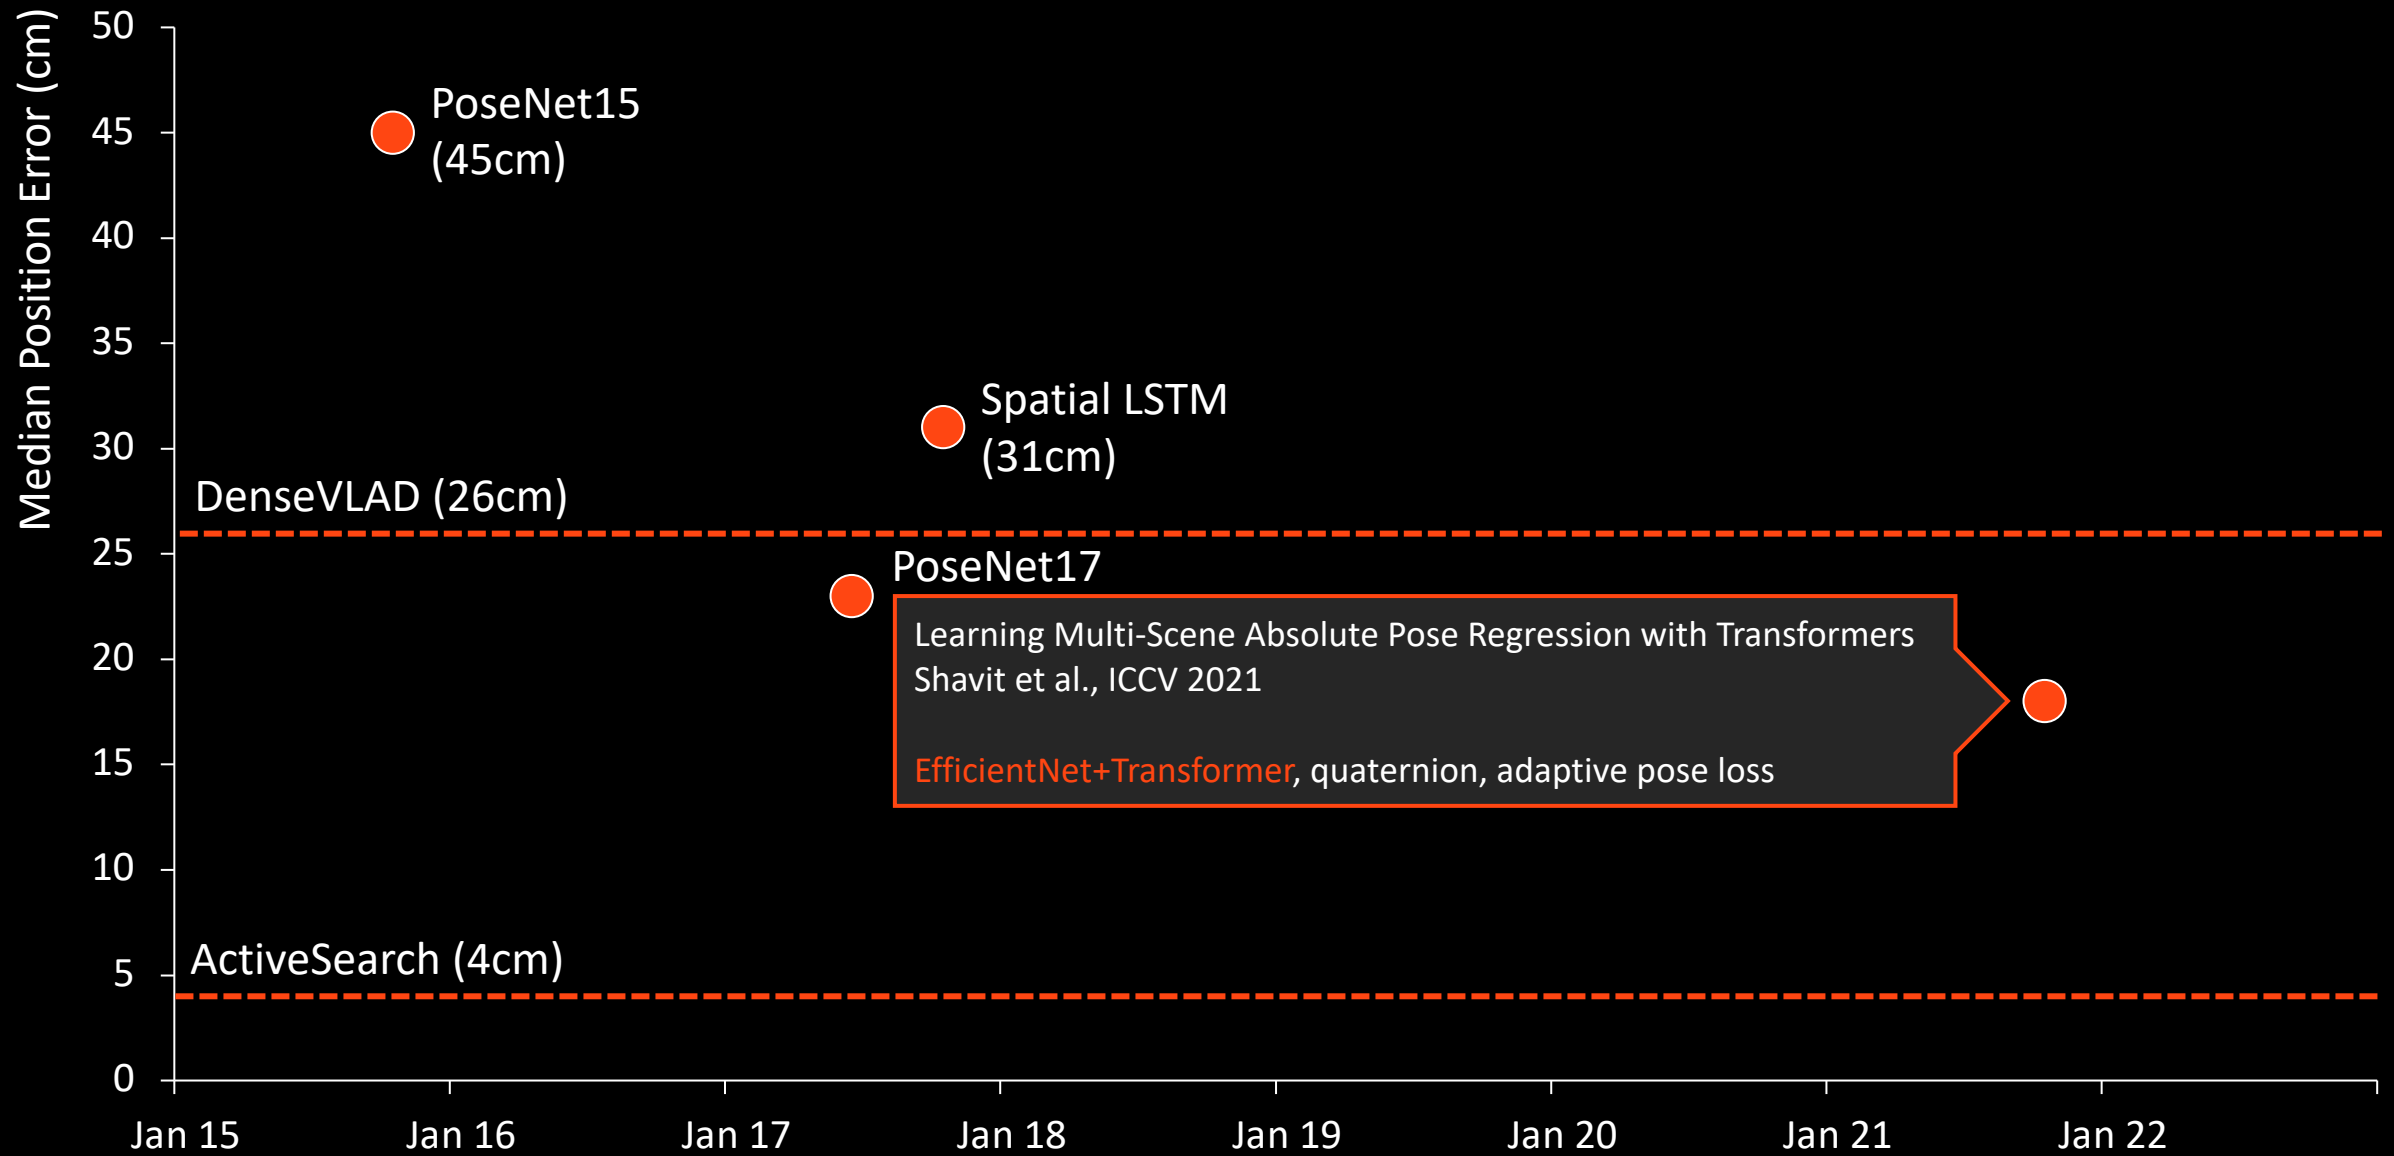 Median Position Error (cm)
50
45
40
35
30
25
20
15
10
5
0
PoseNet15
(45cm)
Spatial LSTM
(31cm)
DenseVLAD (26cm)
PoseNet17
Learning Multi-Scene Absolute Pose Regression with Transformers
Shavit et al., ICCV 2021
EfficientNet+Transformer, quaternion, adaptive pose loss
ActiveSearch (4cm)
Jan 15
Jan 16
Jan 17
Jan 18
Jan 19
Jan 20
Jan 21
Jan 22